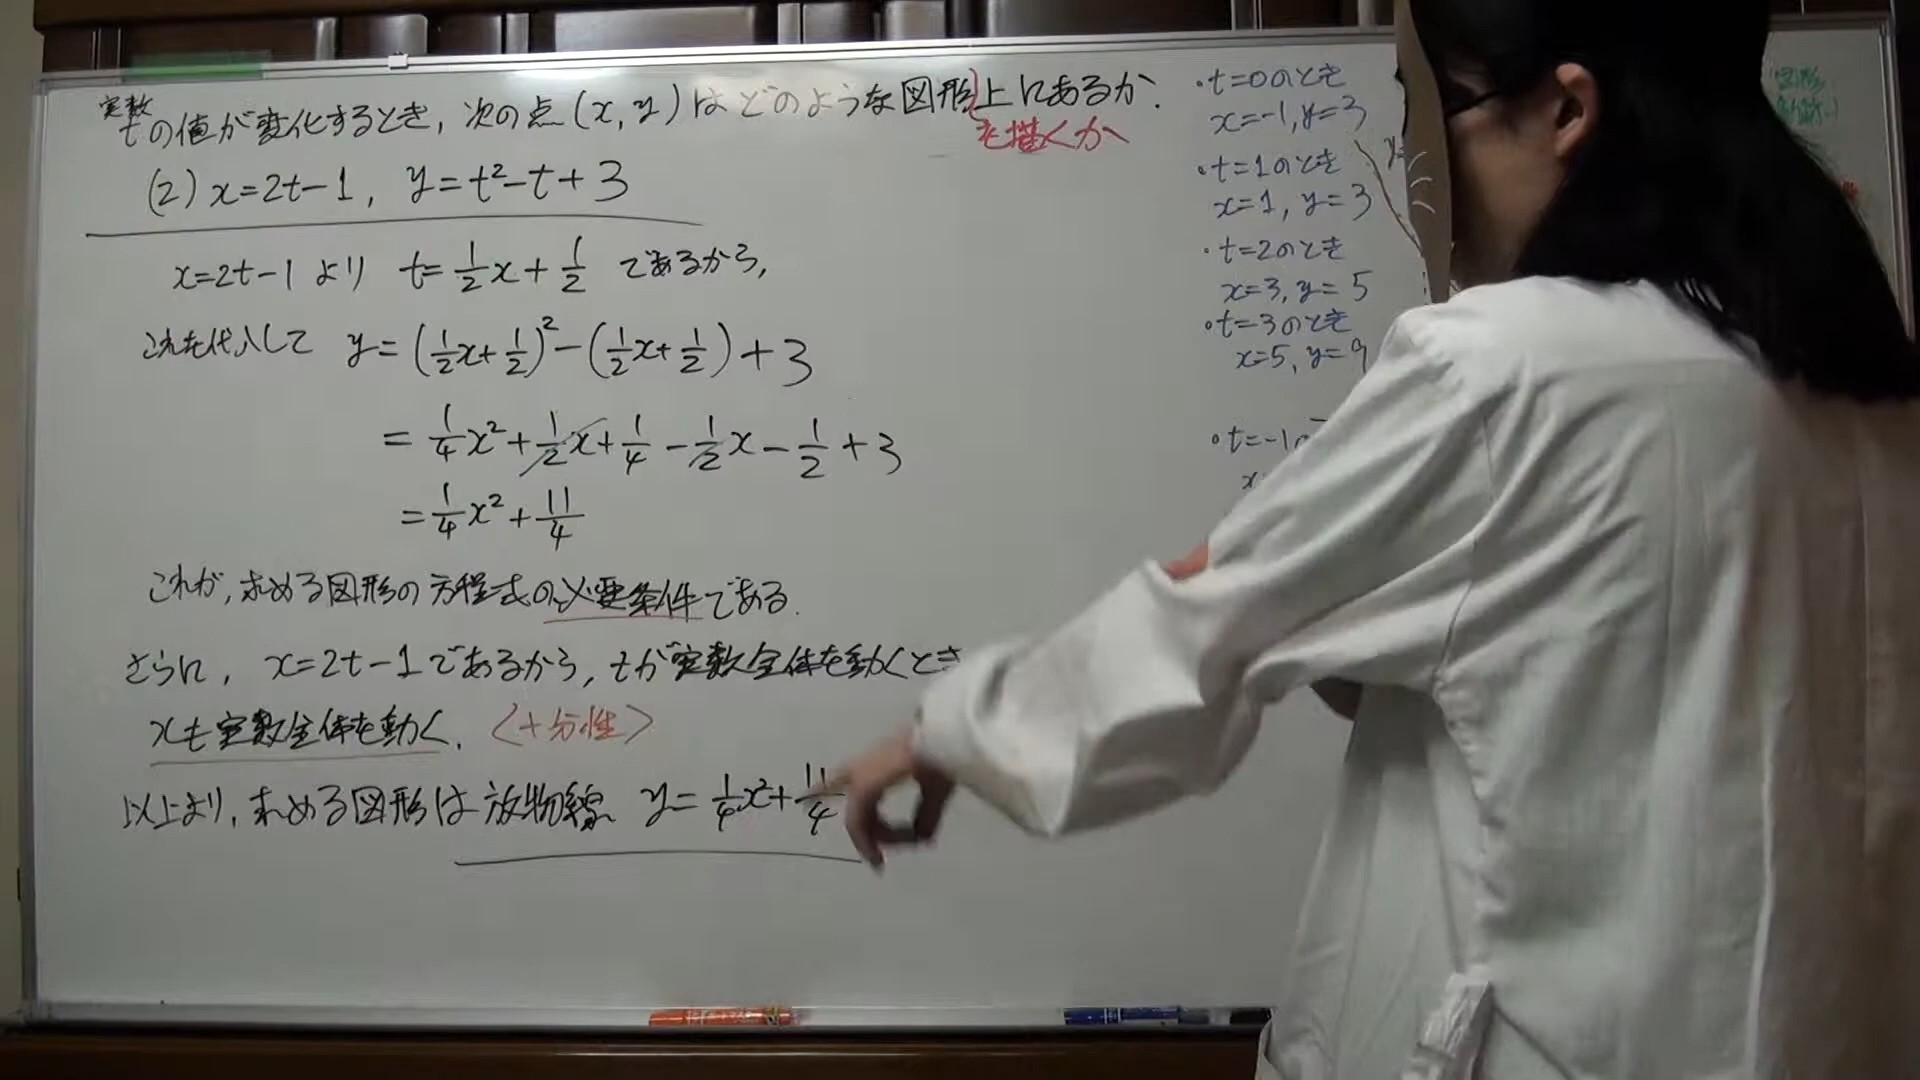 実数
tの値が変化するとき, 次の点(x,y)はどのような図形上にあるか.
を描くか
(2) x=2t-1, y=t²-t+3
x=2t-1 より t=1/2x+1/2 であるから,
これを代入して y=(1/2x+1/2)²-(1/2x+1/2)+3
=1/4x²+1/2x+1/4-1/2x-1/2+3
=1/4x²+11/4
これが, 求める図形の方程式の必要条件である.
さらに, x=2t-1であるから, tが実数全体を動くとき
xも実数全体を動く. <十分性>
以上より, 求める図形は放物線 y=1/4x²+11/4
・t=0のとき
x=-1, y=3
・t=1のとき
x=1, y=3
・t=2のとき
x=3, y=5
・t=3のとき
x=5, y=9
・t=-1の
x
図形